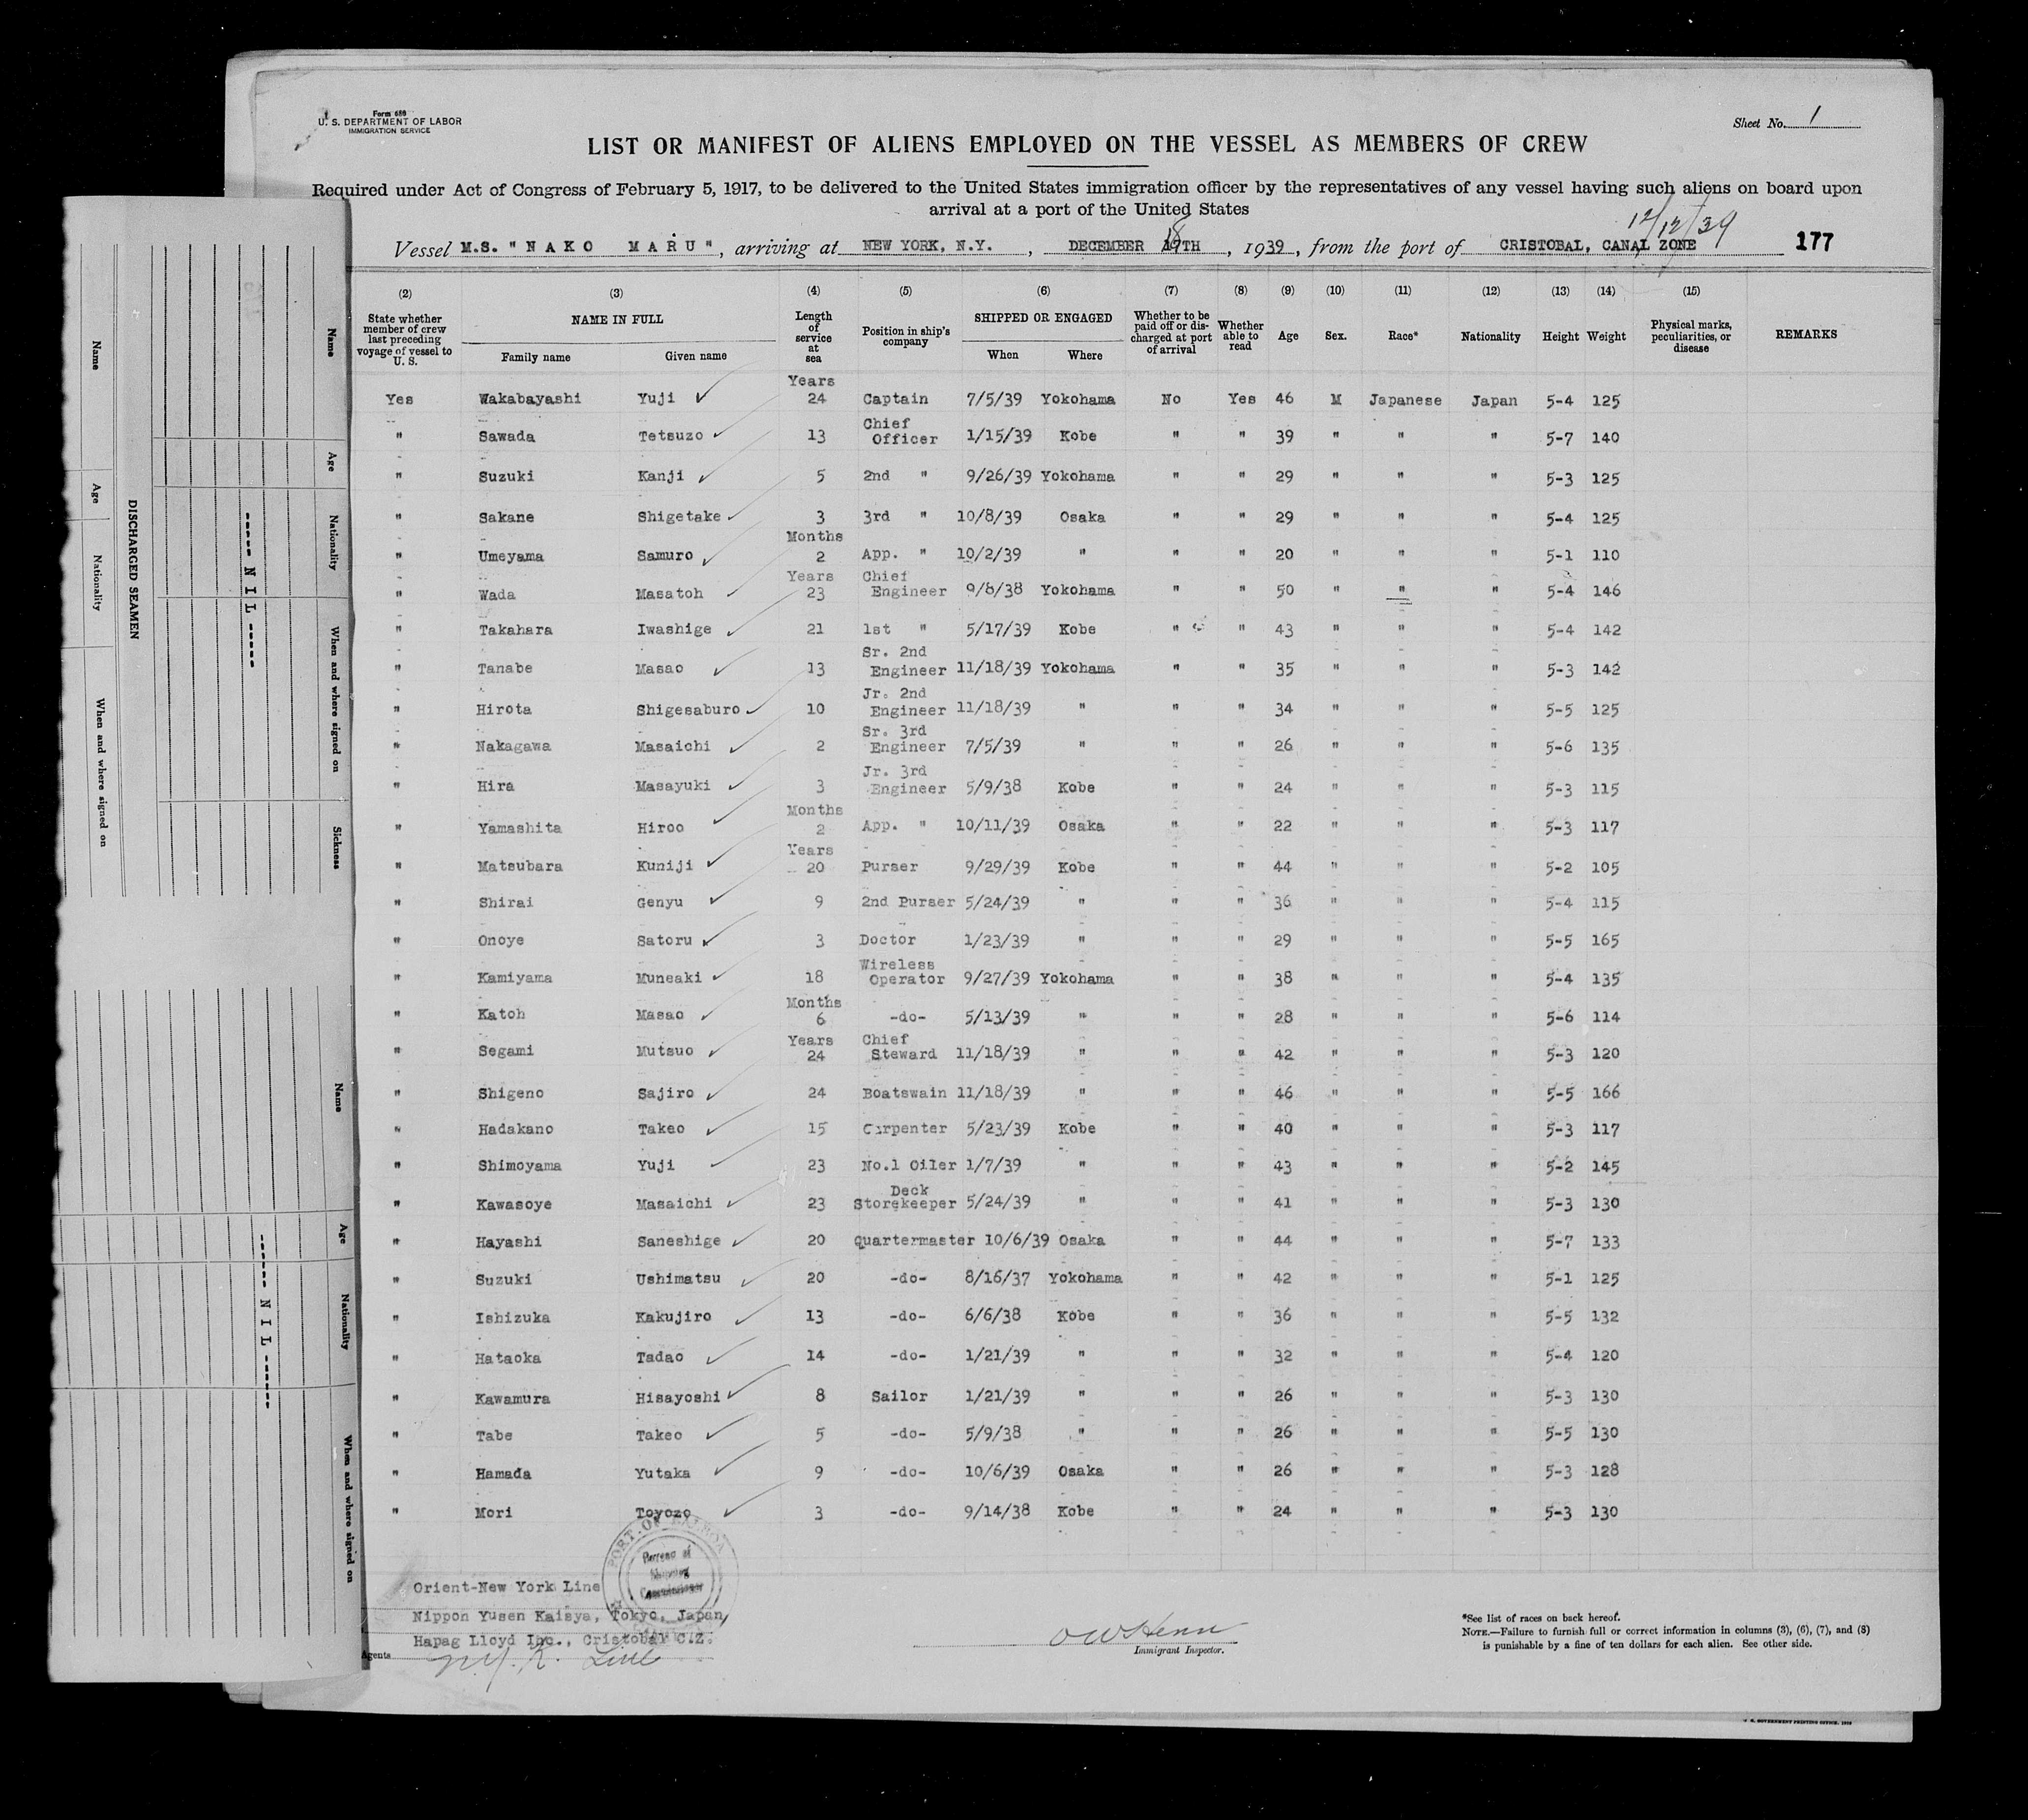 Form 680
U. S. DEPARTMENT OF LABOR
IMMIGRATION SERVICE
Sheet No. 1
LIST OR MANIFEST OF ALIENS EMPLOYED ON THE VESSEL AS MEMBERS OF CREW
Required under Act of Congress of February 5, 1917, to be delivered to the United States immigration officer by the representatives of any vessel having such aliens on board upon
arrival at a port of the United States
12/12/39
Vessel M.S. "NAKO MARU", arriving at NEW YORK, N.Y., DECEMBER 18TH, 1939, from the port of CRISTOBAL, CANAL ZONE 177
(2) (3) (4) (5) (6) (7) (8) (9) (10) (11) (12) (13) (14) (15)
State whether member of crew last preceding voyage of vessel to U. S. NAME IN FULL Family name Given name Length of service at sea Position in ship's company SHIPPED OR ENGAGED When Where Whether to be paid off or discharged at port of arrival Whether able to read Age Sex. Race* Nationality Height Weight Physical marks, peculiarities, or disease REMARKS
Yes Wakabayashi Yuji Years 24 Captain 7/5/39 Yokohama No Yes 46 M Japanese Japan 5-4 125
" Sawada Tetsuzo 13 Chief Officer 1/15/39 Kobe " " 39 " " " 5-7 140
" Suzuki Kanji 5 2nd " 9/26/39 Yokohama " " 29 " " " 5-3 125
" Sakane Shigetake 3 3rd " 10/8/39 Osaka " " 29 " " " 5-4 125
" Umeyama Samuro Months 2 App. " 10/2/39 " " " 20 " " " 5-1 110
" Wada Masatoh Years 23 Chief Engineer 9/8/38 Yokohama " " 50 " " " 5-4 146
" Takahara Iwashige 21 1st " 5/17/39 Kobe " " 43 " " " 5-4 142
" Tanabe Masao 13 Sr. 2nd Engineer 11/18/39 Yokohama " " 35 " " " 5-3 142
" Hirota Shigesaburo 10 Jr. 2nd Engineer 11/18/39 " " " 34 " " " 5-5 125
" Nakagawa Masaichi 2 Sr. 3rd Engineer 7/5/39 " " " 26 " " " 5-6 135
" Hira Masayuki 3 Jr. 3rd Engineer 5/9/38 Kobe " " 24 " " " 5-3 115
" Yamashita Hiroo Months 2 App. " 10/11/39 Osaka " " 22 " " " 5-3 117
" Matsubara Kuniji Years 20 Purser 9/29/39 Kobe " " 44 " " " 5-2 105
" Shirai Genyu 9 2nd Purser 5/24/39 " " " 36 " " " 5-4 115
" Onoye Satoru 3 Doctor 1/23/39 " " " 29 " " " 5-5 165
" Kamiyama Muneaki 18 Wireless Operator 9/27/39 Yokohama " " 38 " " " 5-4 135
" Katoh Masao Months 6 -do- 5/13/39 " " " 28 " " " 5-6 114
" Segami Mutsuo Years 24 Chief Steward 11/18/39 " " " 42 " " " 5-3 120
" Shigeno Sajiro 24 Boatswain 11/18/39 " " " 46 " " " 5-5 166
" Hadakano Takeo 15 Carpenter 5/23/39 Kobe " " 40 " " " 5-3 117
" Shimoyama Yuji 23 No.1 Oiler 1/7/39 " " " 43 " " " 5-2 145
" Kawasoye Masaichi 23 Deck Storekeeper 5/24/39 " " " 41 " " " 5-3 130
" Hayashi Saneshige 20 Quartermaster 10/6/39 Osaka " " 44 " " " 5-7 133
" Suzuki Ushimatsu 20 -do- 8/16/37 Yokohama " " 42 " " " 5-1 125
" Ishizuka Kakujiro 13 -do- 6/6/38 Kobe " " 36 " " " 5-5 132
" Hataoka Tadao 14 -do- 1/21/39 " " " 32 " " " 5-4 120
" Kawamura Hisayoshi 8 Sailor 1/21/39 " " " 26 " " " 5-3 130
" Tabe Takeo 5 -do- 5/9/38 " " " 26 " " " 5-5 130
" Hamada Yutaka 9 -do- 10/6/39 Osaka " " 26 " " " 5-3 128
" Mori Toyozo 3 -do- 9/14/38 Kobe " " 24 " " " 5-3 130
PORT OF BALBOA
Orient-New York Line
Nippon Yusen Kaisya, Tokyo, Japan
Hapag Lloyd Inc., Cristobal C.Z.
Agents N.Y.K. Line
Immigrant Inspector.
*See list of races on back hereof.
NOTE.—Failure to furnish full or correct information in columns (3), (6), (7), and (8)
is punishable by a fine of ten dollars for each alien. See other side.
DISCHARGED SEAMEN
Name Age Nationality When and where signed on
Name Age Nationality When and where signed on Sickness
----- NIL -----
Name Age Nationality When and where signed on
------ NIL ------
U. S. GOVERNMENT PRINTING OFFICE